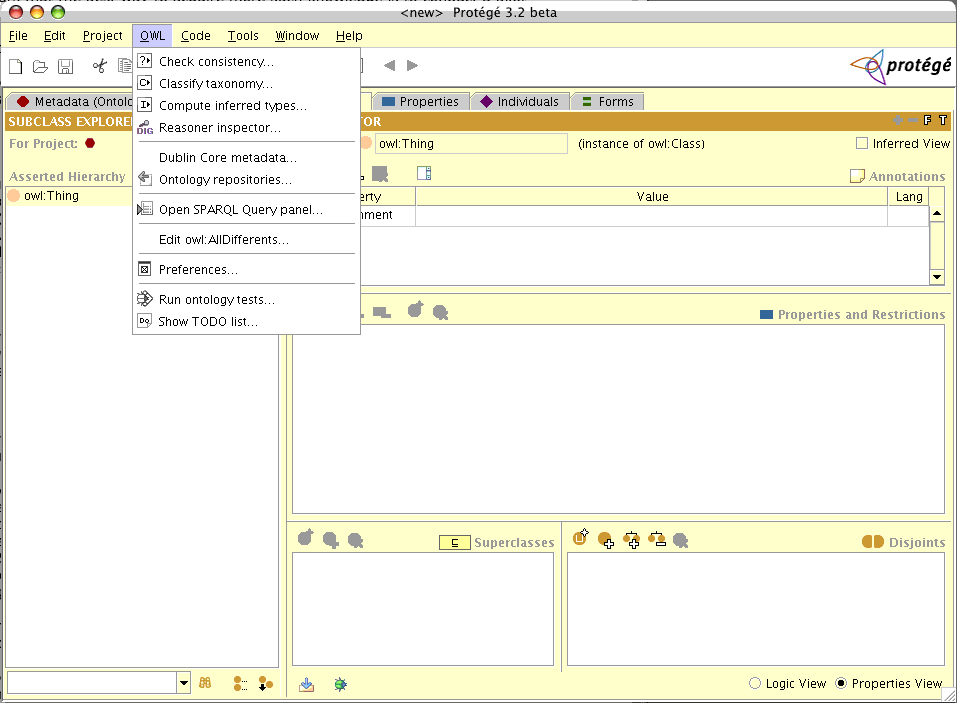 <new> Protégé 3.2 beta
File Edit Project OWL Code Tools Window Help
protégé
Check consistency...
Classify taxonomy...
Compute inferred types...
DIG Reasoner inspector...
Dublin Core metadata...
Ontology repositories...
Open SPARQL Query panel...
Edit owl:AllDifferents...
Preferences...
Run ontology tests...
Show TODO list...
Metadata (Ontolo
Properties Individuals Forms
SUBCLASS EXPLORER
TOR F T
For Project:
owl:Thing (instance of owl:Class) Inferred View
Asserted Hierarchy
Annotations
owl:Thing
erty Value Lang
mment
Properties and Restrictions
Superclasses
Disjoints
Logic View Properties View